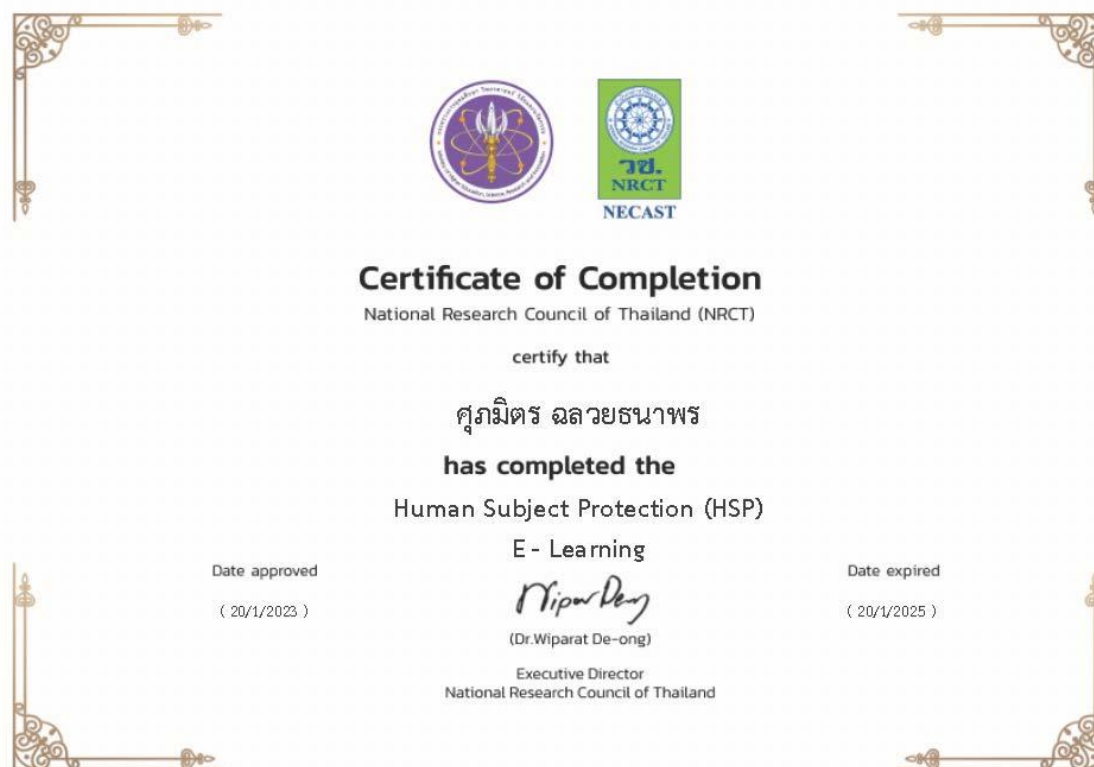 วช.
NRCT
NECAST
Certificate of Completion
National Research Council of Thailand (NRCT)
certify that
ศุภมิตร ฉลวยธนาพร
has completed the
Human Subject Protection (HSP)
E - Learning
Date approved
( 20/1/2023 )
Date expired
( 20/1/2025 )
(Dr.Wiparat De-ong)
Executive Director
National Research Council of Thailand